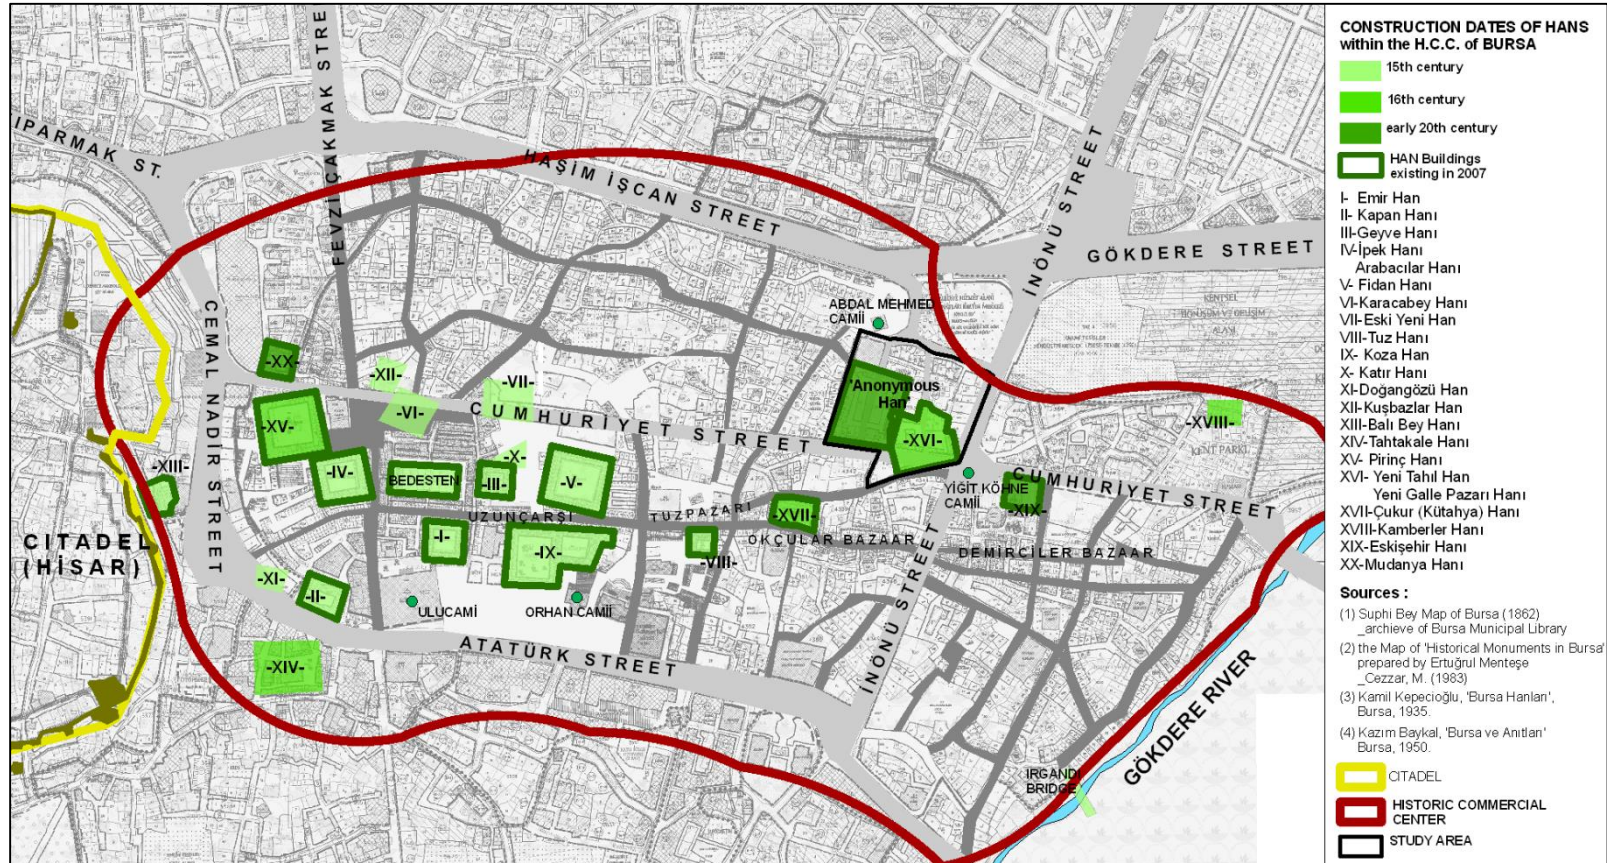 IPARMAK ST.
FEVZİÇAKMAK STRE
HAŞİM İŞCAN STREET
İNÖNÜ STREET
GÖKDERE STREET
CEMAL NADİR STREET
ABDAL MEHMED
CAMİİ
-XX-
-XII-
-VII-
-VI-
CUMHURİYET STREET
'Anonymous
Han'
-XVI-
-XVIII-
KENTSEL
KENT PARKI
-XV-
-XIII-
-IV-
BEDESTEN
-III-
-X-
-V-
YİGİT KÖHNE
CAMİİ
CUMHURİYET STREET
-XIX-
UZUNÇARŞI
TUZPAZARI
-XVII-
OKÇULAR BAZAAR
DEMİRCİLER BAZAAR
CITADEL
(HİSAR)
-I-
-IX-
-VIII-
-XI-
-II-
ULUCAMİ
ORHAN CAMİİ
-XIV-
ATATÜRK STREET
İNÖNÜ STREET
IRGANDI
BRIDGE
GÖKDERE RIVER
CONSTRUCTION DATES OF HANS
within the H.C.C. of BURSA
15th century
16th century
early 20th century
HAN Buildings
existing in 2007
I- Emir Han
II- Kapan Hanı
III-Geyve Hanı
IV-İpek Hanı
Arabacılar Hanı
V- Fidan Hanı
VI-Karacabey Hanı
VII-Eski Yeni Han
VIII-Tuz Hanı
IX- Koza Han
X- Katır Hanı
XI-Doğangözü Han
XII-Kuşbazlar Han
XIII-Balı Bey Hanı
XIV-Tahtakale Hanı
XV- Pirinç Hanı
XVI- Yeni Tahıl Han
Yeni Galle Pazarı Hanı
XVII-Çukur (Kütahya) Hanı
XVIII-Kamberler Hanı
XIX-Eskişehir Hanı
XX-Mudanya Hanı
Sources :
(1) Suphi Bey Map of Bursa (1862)
_archieve of Bursa Municipal Library
(2) the Map of 'Historical Monuments in Bursa'
prepared by Ertuğrul Menteşe
_Cezzar, M. (1983)
(3) Kamil Kepecioğlu, 'Bursa Hanları',
Bursa, 1935.
(4) Kazım Baykal, 'Bursa ve Anıtları'
Bursa, 1950.
CITADEL
HISTORIC COMMERCIAL
CENTER
STUDY AREA